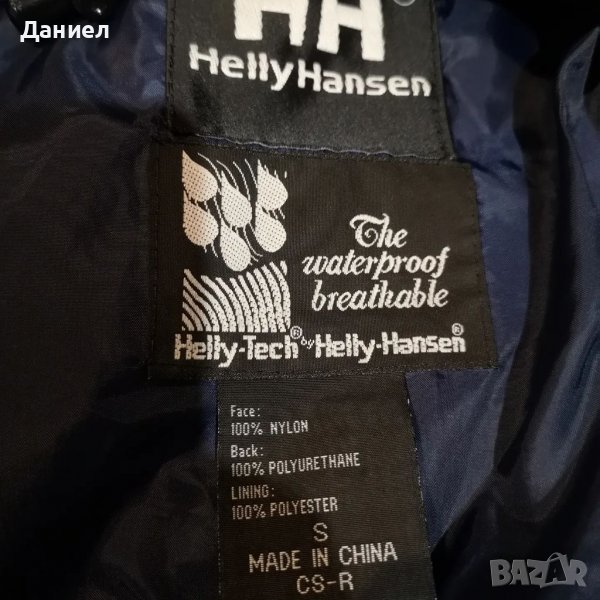 Даниел
HH
HellyHansen
The
waterproof
breathable
Helly-Tech® by Helly-Hansen®
Face:
100% NYLON
Back:
100% POLYURETHANE
LINING:
100% POLYESTER
S
MADE IN CHINA
CS-R
BAZAR